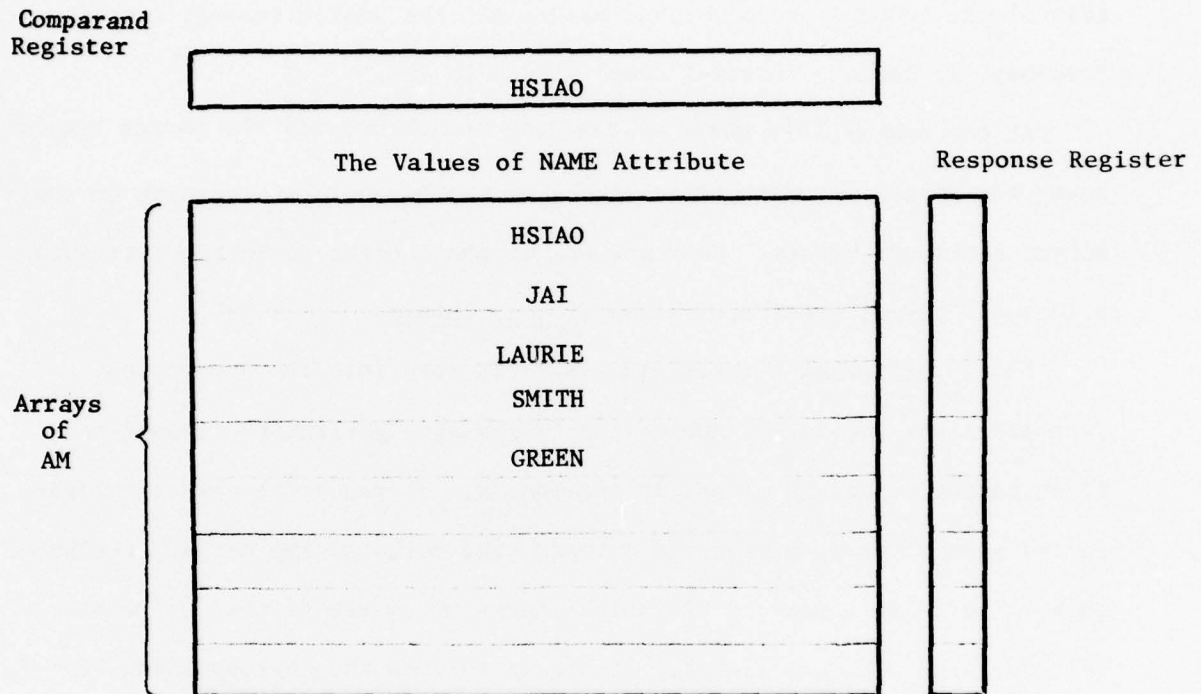 Comparand
Register
HSIAO
The Values of NAME Attribute
Response Register
HSIAO
JAI
LAURIE
SMITH
GREEN
Arrays
of
AM